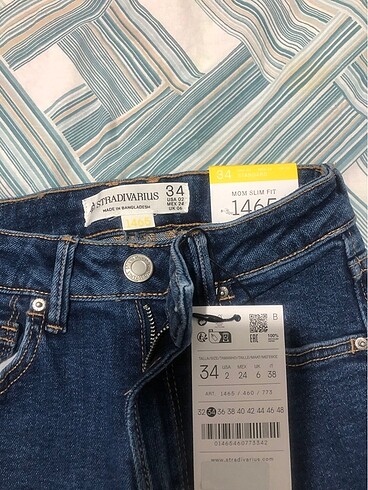 STRADIVARIUS
MADE IN BANGLADESH
34
USA 02
MEX 24
UK 06
1465
34
MOM SLIM FIT
1465
B
100%
34
USA
2
MEX
24
UK
6
IT
38
ART. 1465 / 460 / 773
32 34 36 38 40 42 44 46 48
01465460773342
www.stradivarius.com